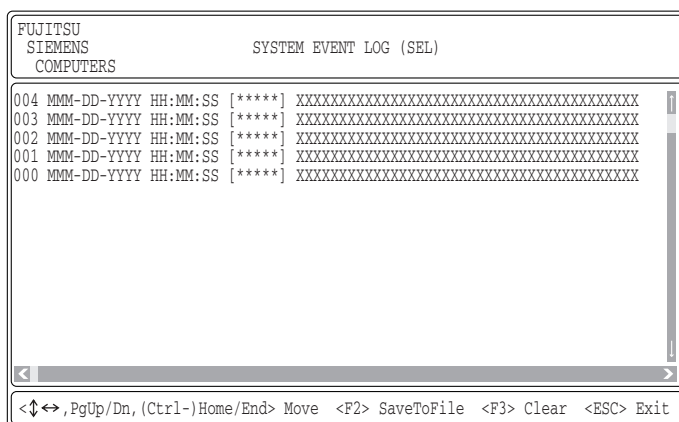 FUJITSU
SIEMENS SYSTEM EVENT LOG (SEL)
COMPUTERS
004 MMM-DD-YYYY HH:MM:SS [*****] XXXXXXXXXXXXXXXXXXXXXXXXXXXXXXXXXXXXXXXX
003 MMM-DD-YYYY HH:MM:SS [*****] XXXXXXXXXXXXXXXXXXXXXXXXXXXXXXXXXXXXXXXX
002 MMM-DD-YYYY HH:MM:SS [*****] XXXXXXXXXXXXXXXXXXXXXXXXXXXXXXXXXXXXXXXX
001 MMM-DD-YYYY HH:MM:SS [*****] XXXXXXXXXXXXXXXXXXXXXXXXXXXXXXXXXXXXXXXX
000 MMM-DD-YYYY HH:MM:SS [*****] XXXXXXXXXXXXXXXXXXXXXXXXXXXXXXXXXXXXXXXX
<↕↔,PgUp/Dn,(Ctrl-)Home/End> Move <F2> SaveToFile <F3> Clear <ESC> Exit